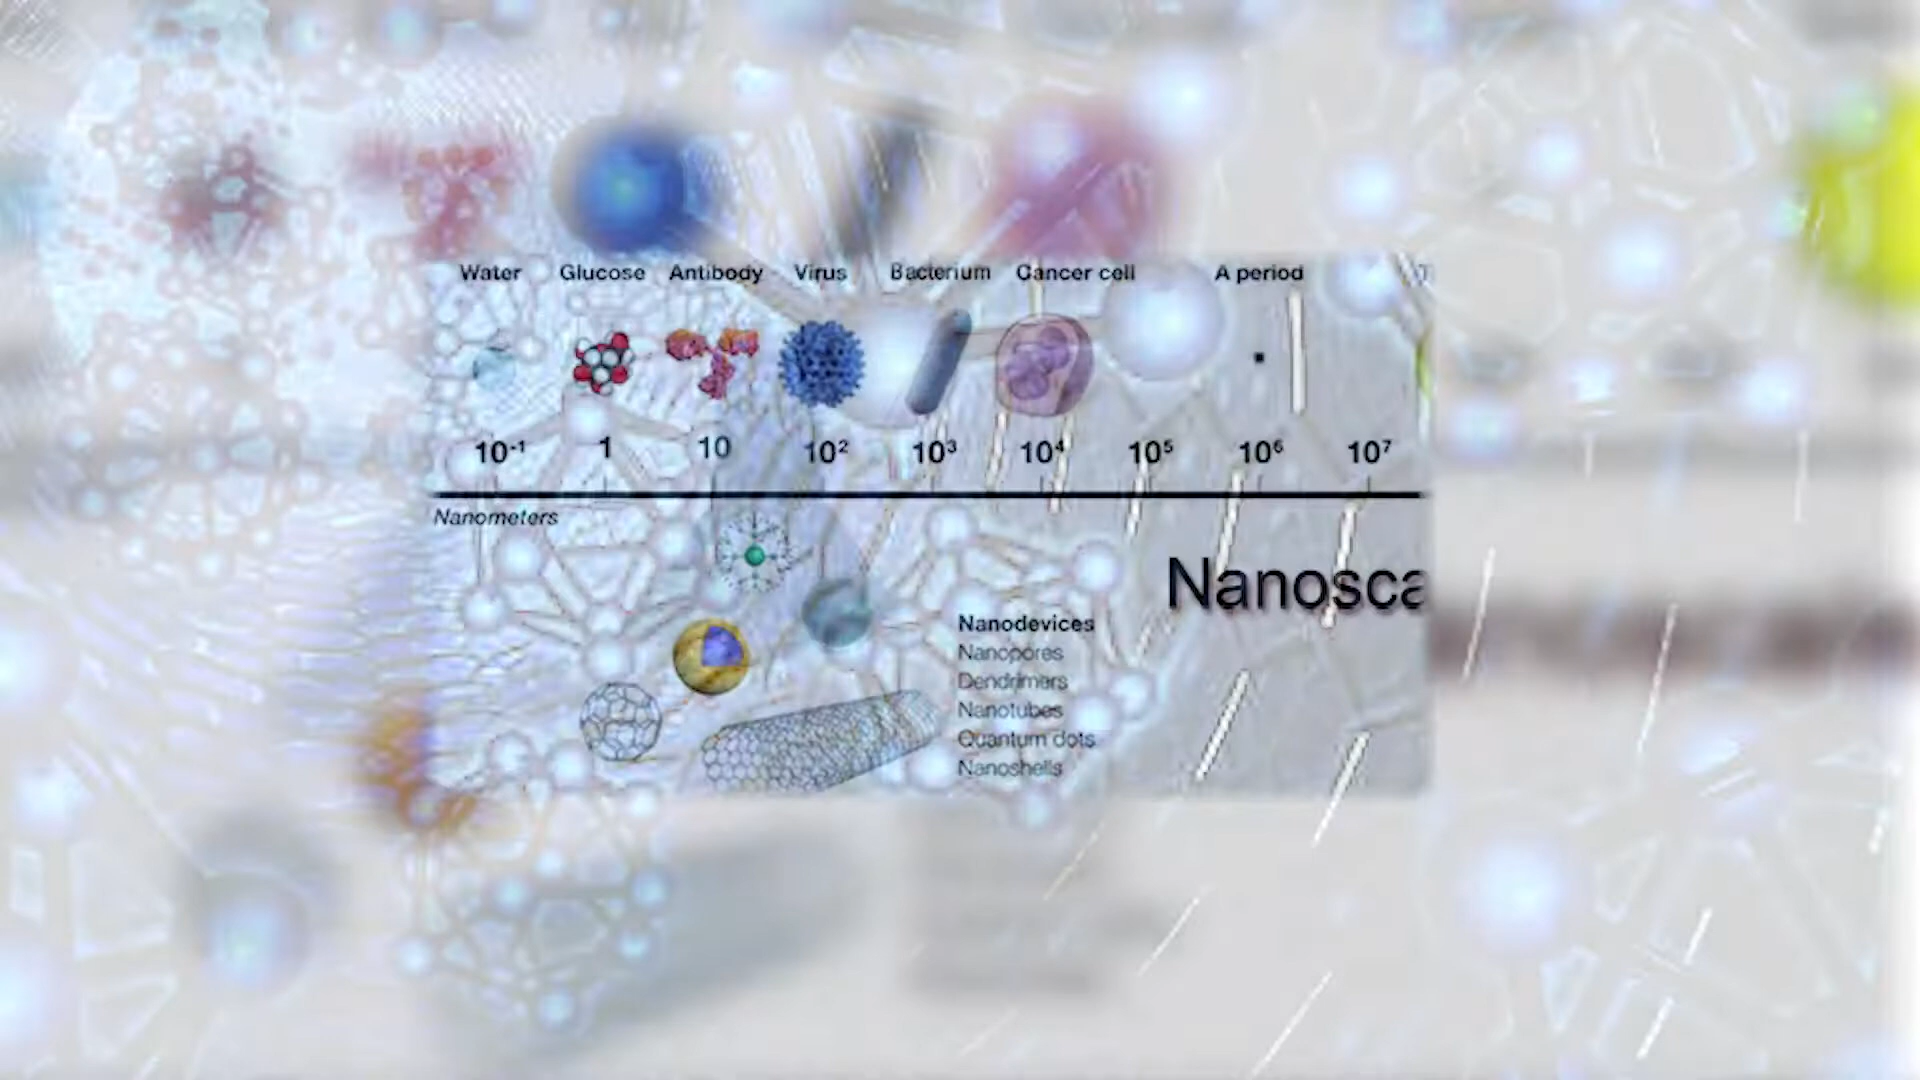 Water Glucose Antibody Virus Bacterium Cancer cell A period
10⁻¹ 1 10 10² 10³ 10⁴ 10⁵ 10⁶ 10⁷
Nanometers
Nanosca
Nanodevices
Nanopores
Dendrimers
Nanotubes
Quantum dots
Nanoshells